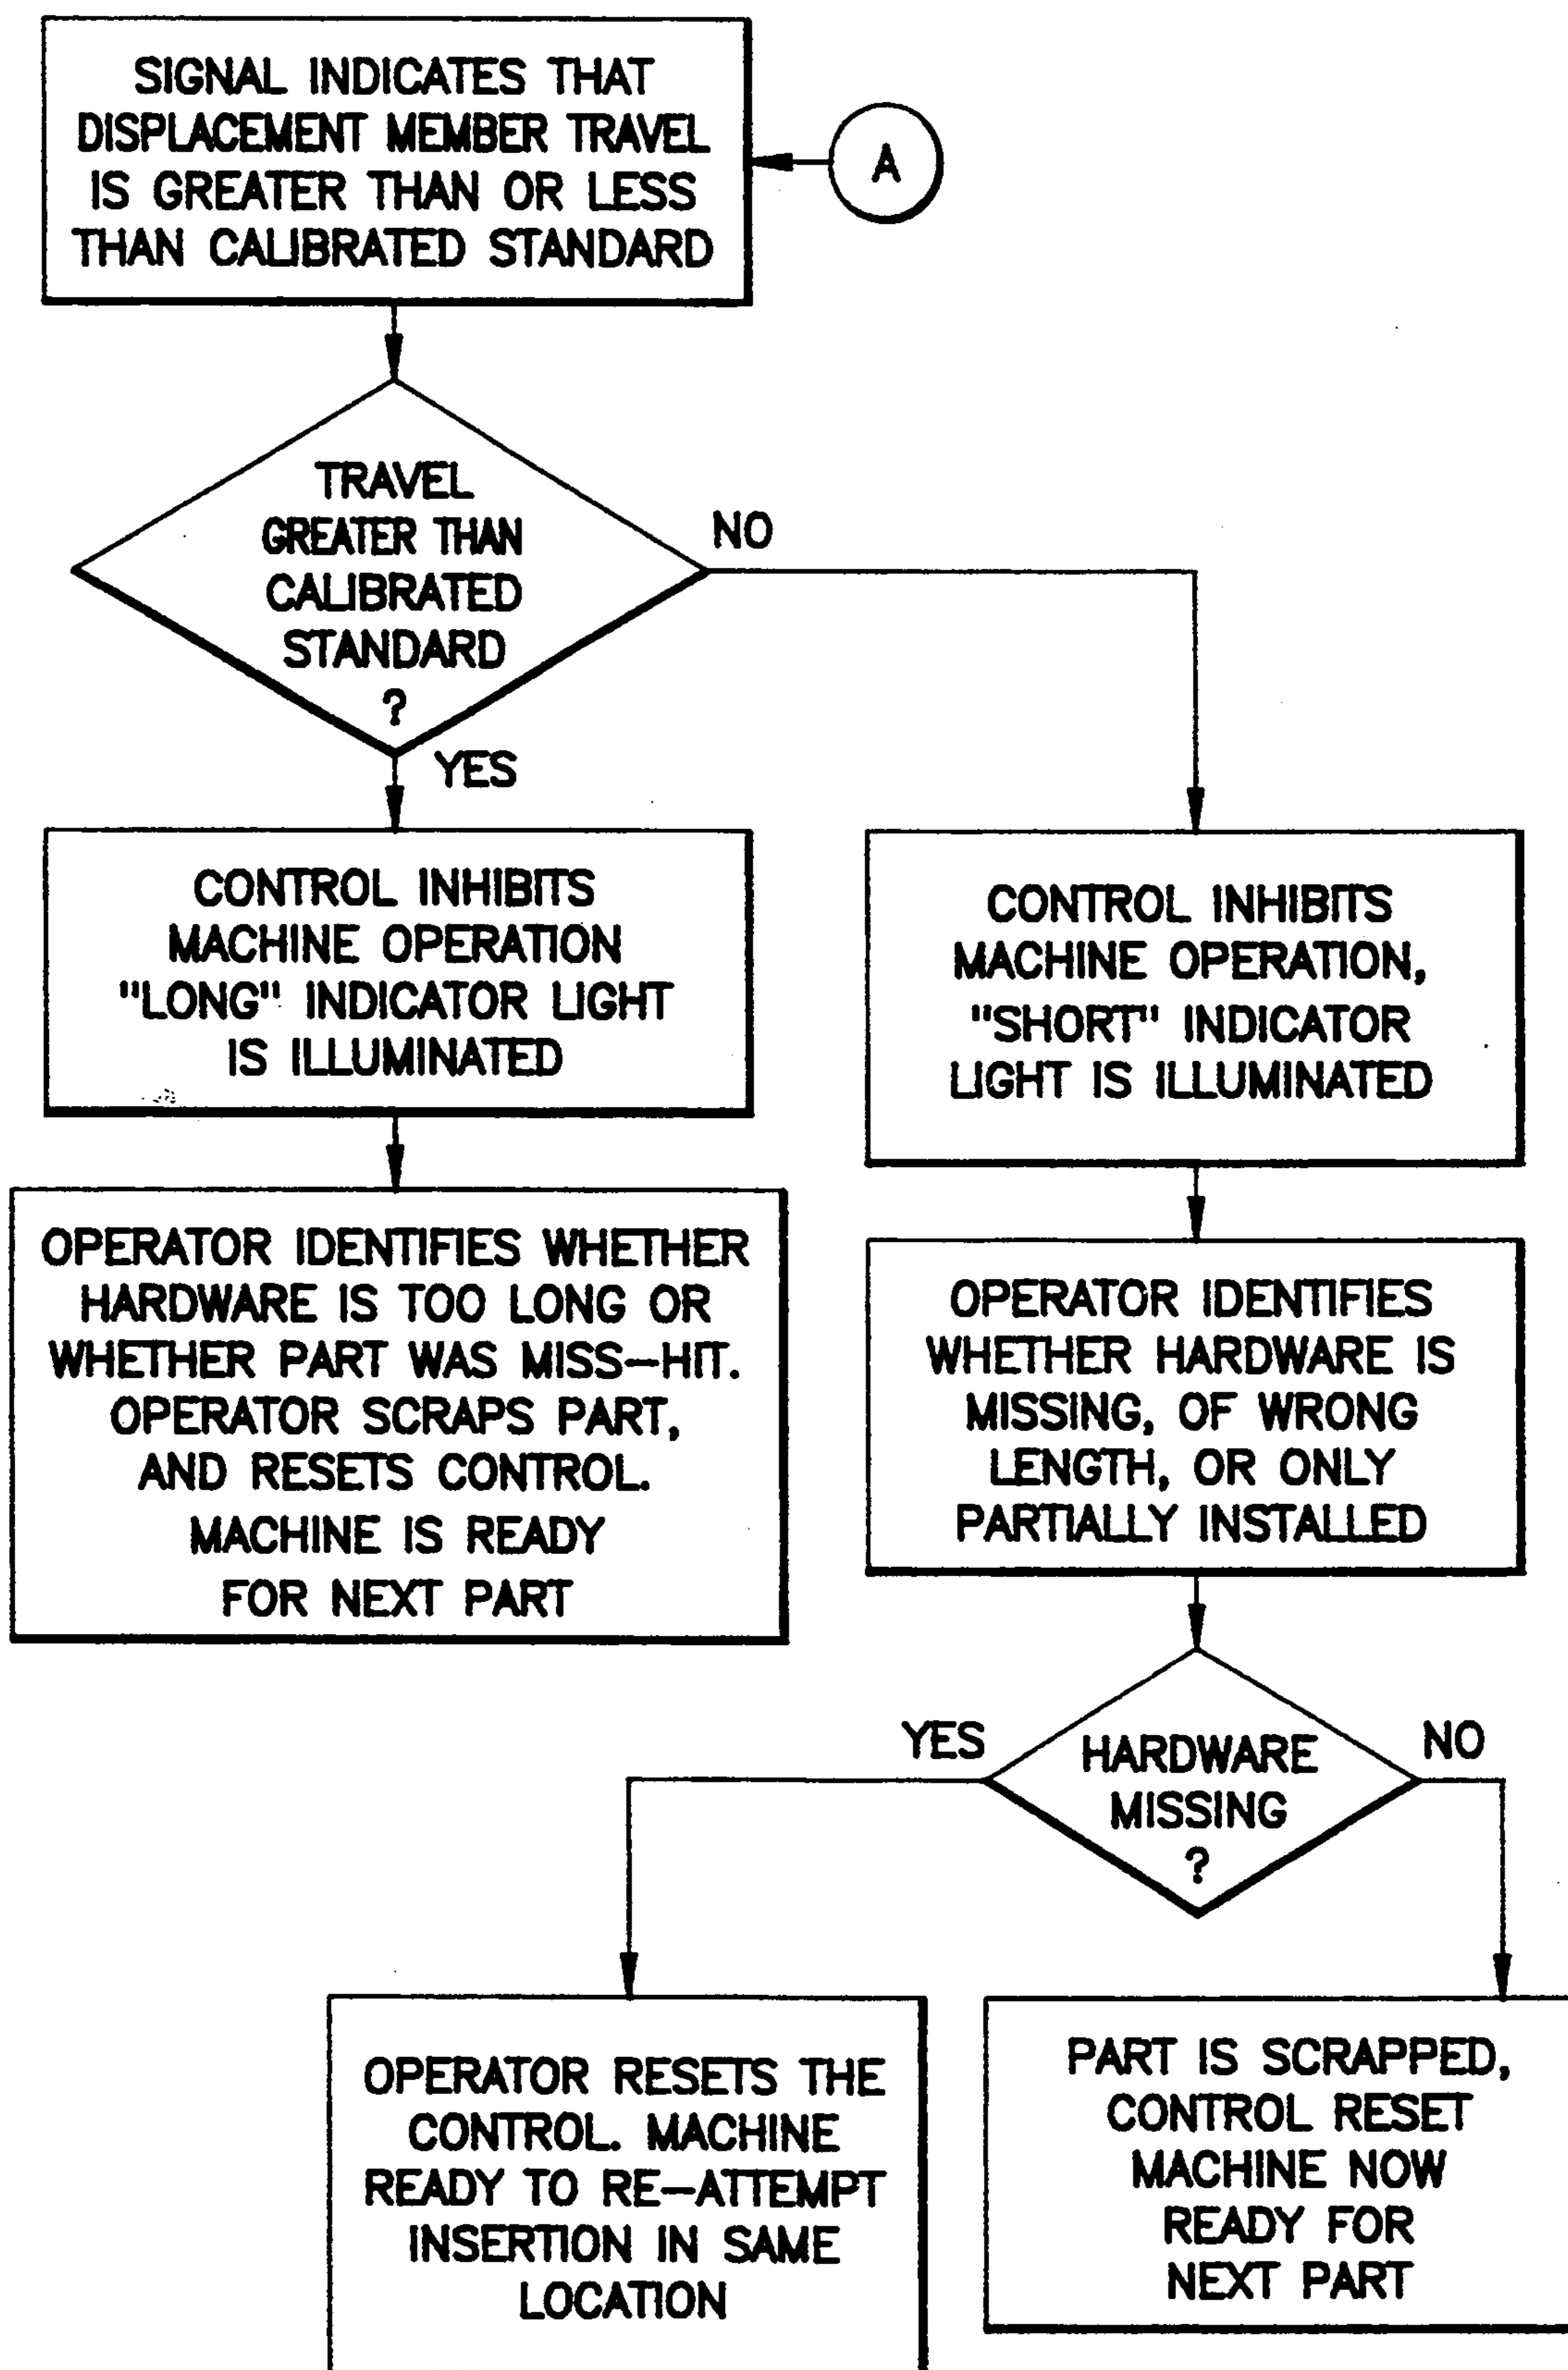 SIGNAL INDICATES THAT
DISPLACEMENT MEMBER TRAVEL
IS GREATER THAN OR LESS
THAN CALIBRATED STANDARD
A
TRAVEL
GREATER THAN
CALIBRATED
STANDARD
?
NO
YES
CONTROL INHIBITS
MACHINE OPERATION
"LONG" INDICATOR LIGHT
IS ILLUMINATED
CONTROL INHIBITS
MACHINE OPERATION,
"SHORT" INDICATOR
LIGHT IS ILLUMINATED
OPERATOR IDENTIFIES WHETHER
HARDWARE IS TOO LONG OR
WHETHER PART WAS MISS-HIT.
OPERATOR SCRAPS PART,
AND RESETS CONTROL.
MACHINE IS READY
FOR NEXT PART
OPERATOR IDENTIFIES
WHETHER HARDWARE IS
MISSING, OF WRONG
LENGTH, OR ONLY
PARTIALLY INSTALLED
YES
HARDWARE
MISSING
?
NO
OPERATOR RESETS THE
CONTROL. MACHINE
READY TO RE-ATTEMPT
INSERTION IN SAME
LOCATION
PART IS SCRAPPED,
CONTROL RESET
MACHINE NOW
READY FOR
NEXT PART